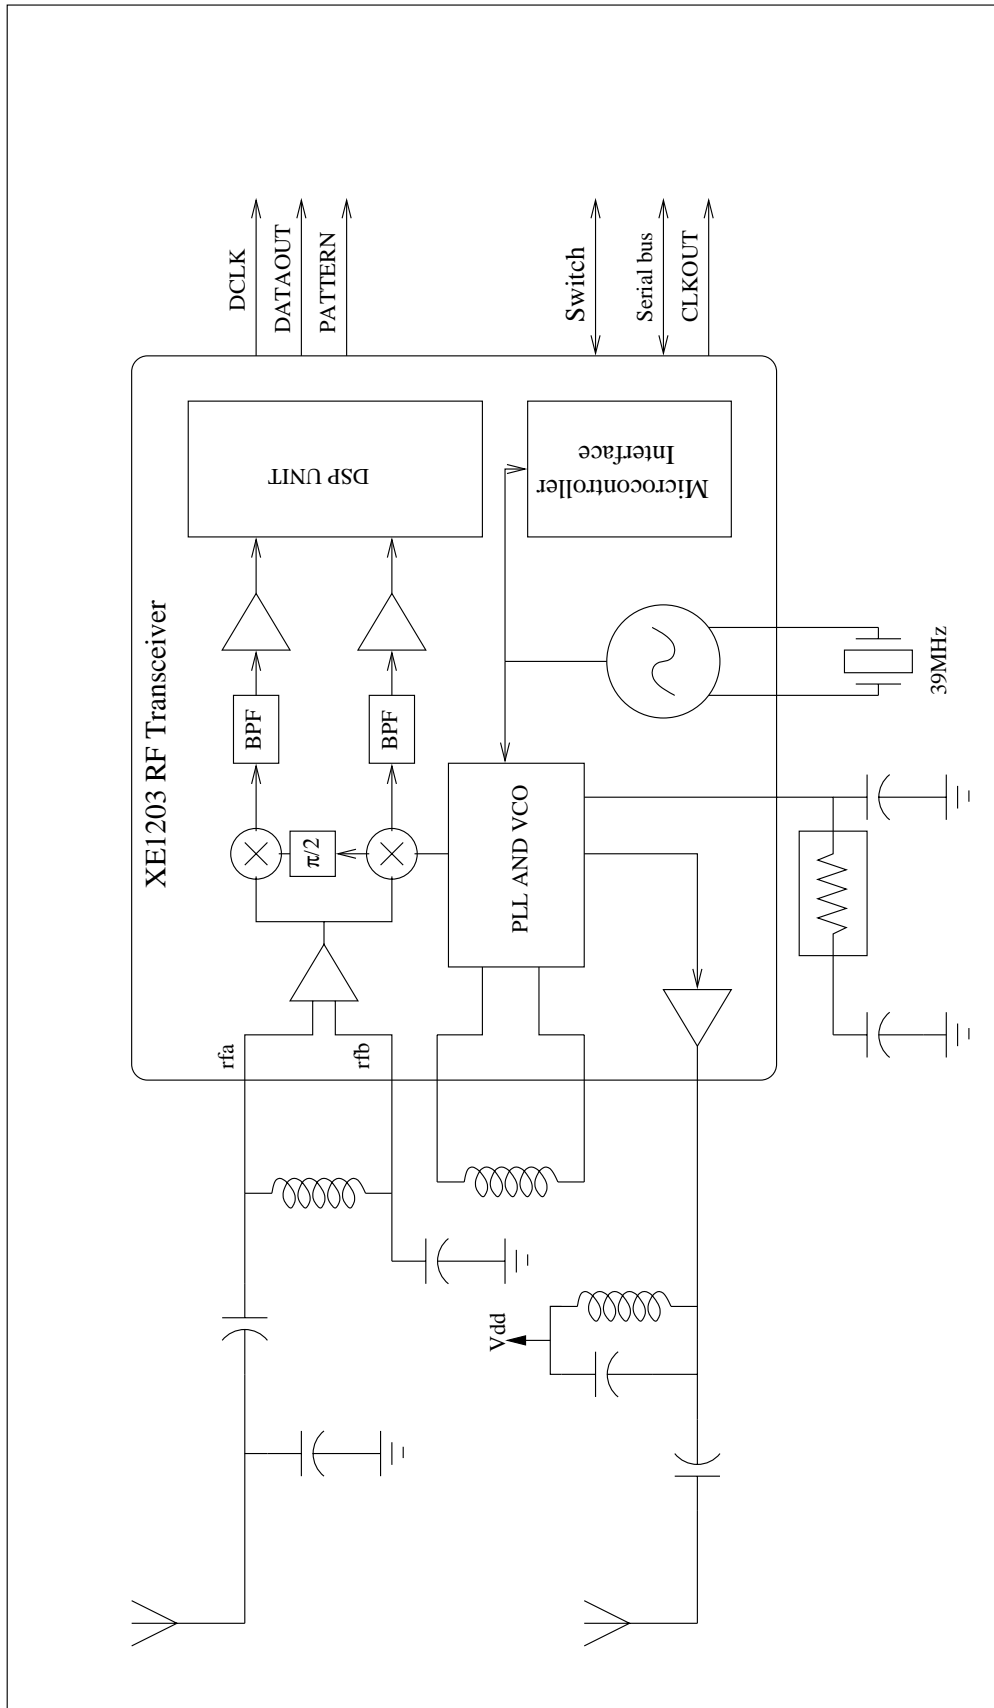 XE1203 RF Transceiver
DCLK
DATAOUT
PATTERN
Switch
Serial bus
CLKOUT
DSP UNIT
Microcontroller
Interface
BPF
BPF
π/2
PLL AND VCO
rfa
rfb
Vdd
39MHz